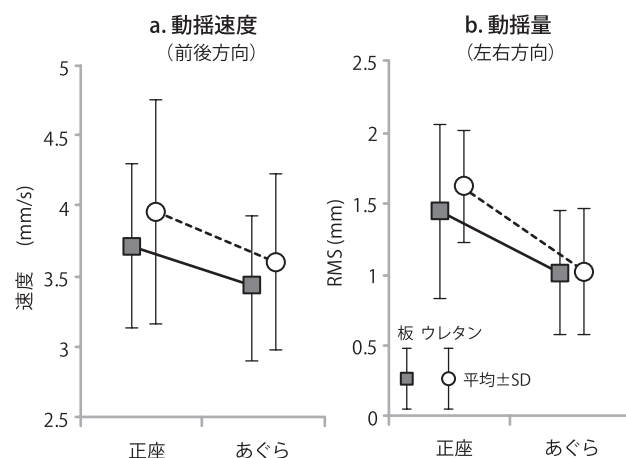 a. 動揺速度
（前後方向）
5
4.5
4
3.5
3
2.5
速度 (mm/s)
正座
あぐら
b. 動揺量
（左右方向）
2.5
2
1.5
1
0.5
0
RMS (mm)
板 ウレタン
平均±SD
正座
あぐら